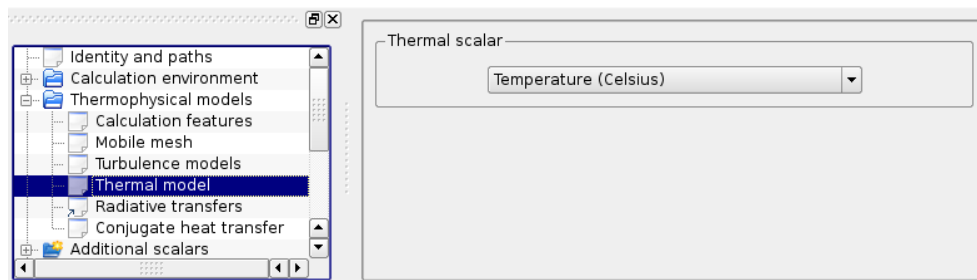 Identity and paths
Calculation environment
Thermophysical models
Calculation features
Mobile mesh
Turbulence models
Thermal model
Radiative transfers
Conjugate heat transfer
Additional scalars
Thermal scalar
Temperature (Celsius)